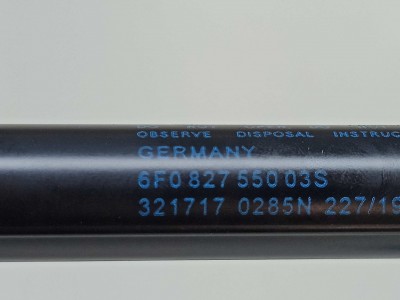 OBSERVE DISPOSAL INSTRUC
GERMANY
6F0 827 550 03S
321717 0285N 227/19